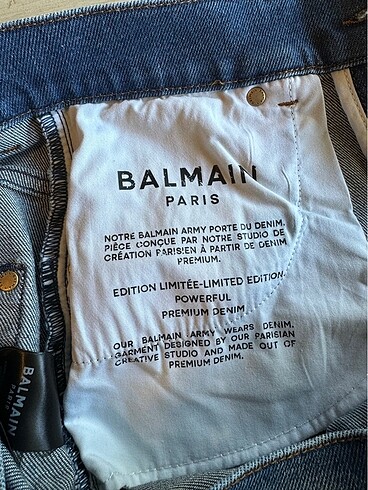 BALMAIN
PARIS
NOTRE BALMAIN ARMY PORTE DU DENIM.
PIÈCE CONÇUE PAR NOTRE STUDIO DE
CRÉATION PARISIEN À PARTIR DE DENIM
PREMIUM.
EDITION LIMITÉE-LIMITED EDITION
POWERFUL
PREMIUM DENIM
OUR BALMAIN ARMY WEARS DENIM.
GARMENT DESIGNED BY OUR PARISIAN
CREATIVE STUDIO AND MADE OUT OF
PREMIUM DENIM.
BALMAIN
PARIS